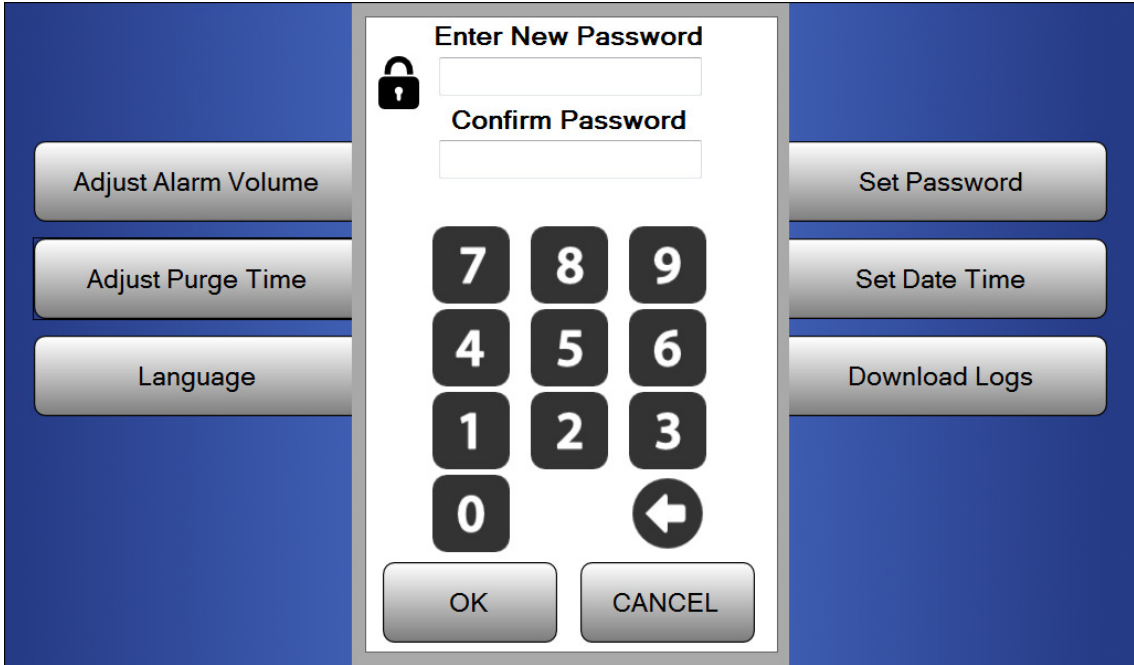 Enter New Password
Confirm Password
Adjust Alarm Volume
Set Password
Adjust Purge Time
Set Date Time
Language
Download Logs
7 8 9
4 5 6
1 2 3
0
OK
CANCEL